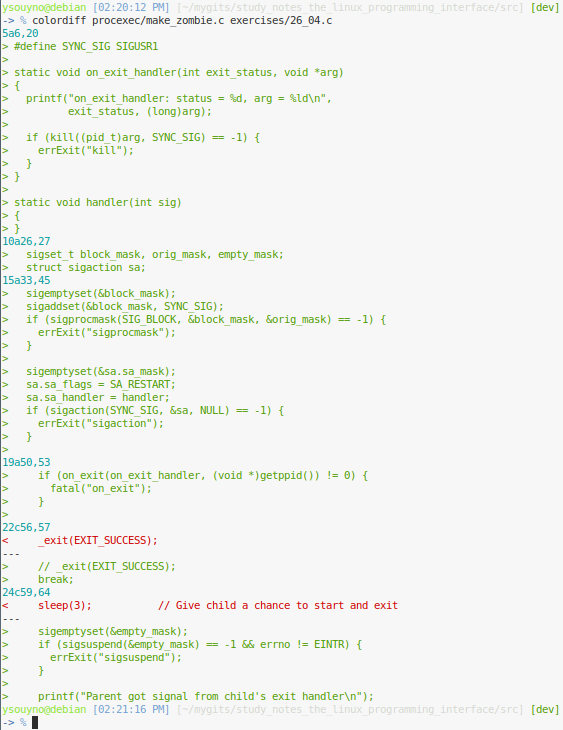 ysouyno@debian [02:20:12 PM] [~/mygits/study_notes_the_linux_programming_interface/src] [dev]
-> % colordiff procexec/make_zombie.c exercises/26_04.c
5a6,20
> #define SYNC_SIG SIGUSR1
>
> static void on_exit_handler(int exit_status, void *arg)
> {
>   printf("on_exit_handler: status = %d, arg = %ld\n",
>          exit_status, (long)arg);
>
>   if (kill((pid_t)arg, SYNC_SIG) == -1) {
>     errExit("kill");
>   }
> }
>
> static void handler(int sig)
> {
> }
10a26,27
>   sigset_t block_mask, orig_mask, empty_mask;
>   struct sigaction sa;
15a33,45
>   sigemptyset(&block_mask);
>   sigaddset(&block_mask, SYNC_SIG);
>   if (sigprocmask(SIG_BLOCK, &block_mask, &orig_mask) == -1) {
>     errExit("sigprocmask");
>   }
>
>   sigemptyset(&sa.sa_mask);
>   sa.sa_flags = SA_RESTART;
>   sa.sa_handler = handler;
>   if (sigaction(SYNC_SIG, &sa, NULL) == -1) {
>     errExit("sigaction");
>   }
>
19a50,53
>     if (on_exit(on_exit_handler, (void *)getppid()) != 0) {
>       fatal("on_exit");
>     }
>
22c56,57
<     _exit(EXIT_SUCCESS);
---
>     // _exit(EXIT_SUCCESS);
>     break;
24c59,64
<     sleep(3);           // Give child a chance to start and exit
---
>     sigemptyset(&empty_mask);
>     if (sigsuspend(&empty_mask) == -1 && errno != EINTR) {
>       errExit("sigsuspend");
>     }
>
>     printf("Parent got signal from child's exit handler\n");
ysouyno@debian [02:21:16 PM] [~/mygits/study_notes_the_linux_programming_interface/src] [dev]
-> %